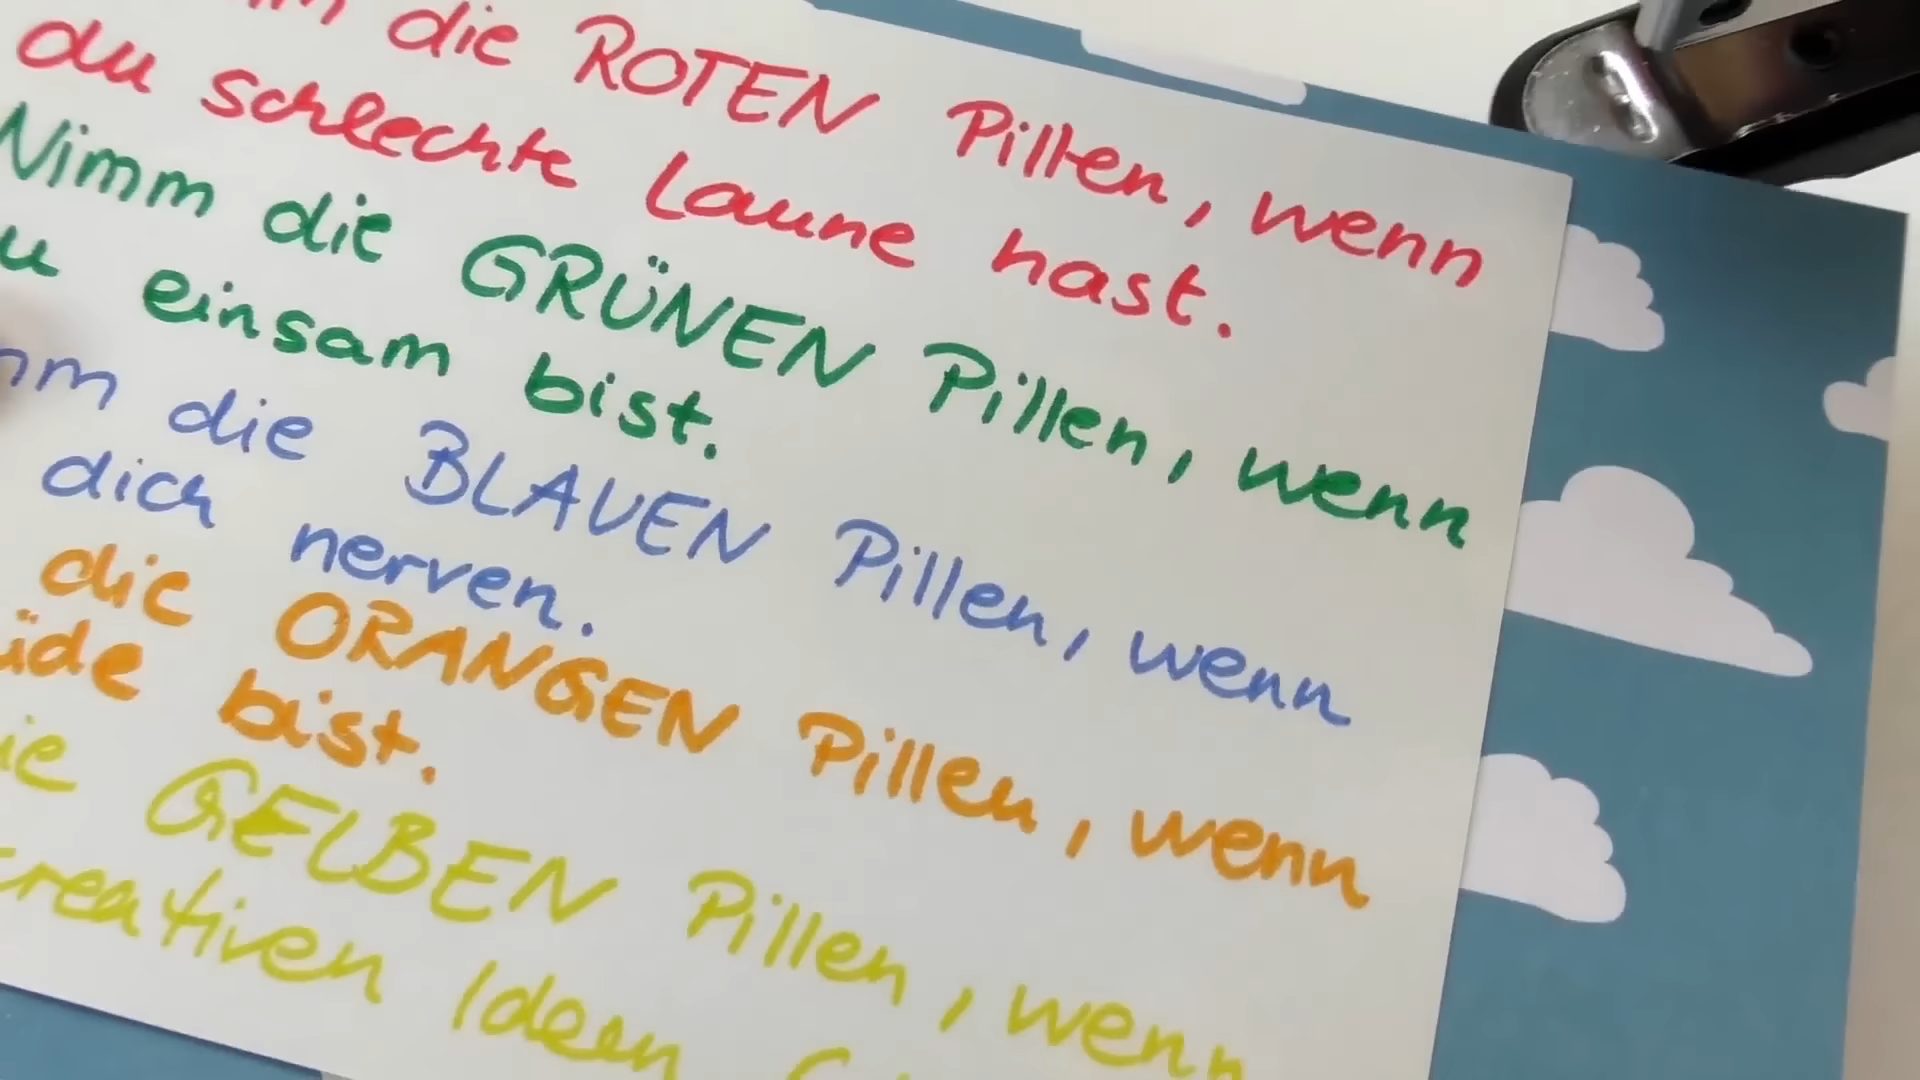 die ROTEN Pillen, wenn
du schlechte Laune hast.
Nimm die GRÜNEN Pillen, wenn
einsam bist.
die BLAUEN Pillen, wenn
dich nerven.
die ORANGEN Pillen, wenn
bist.
GELBEN Pillen, wenn
creativen Ideen